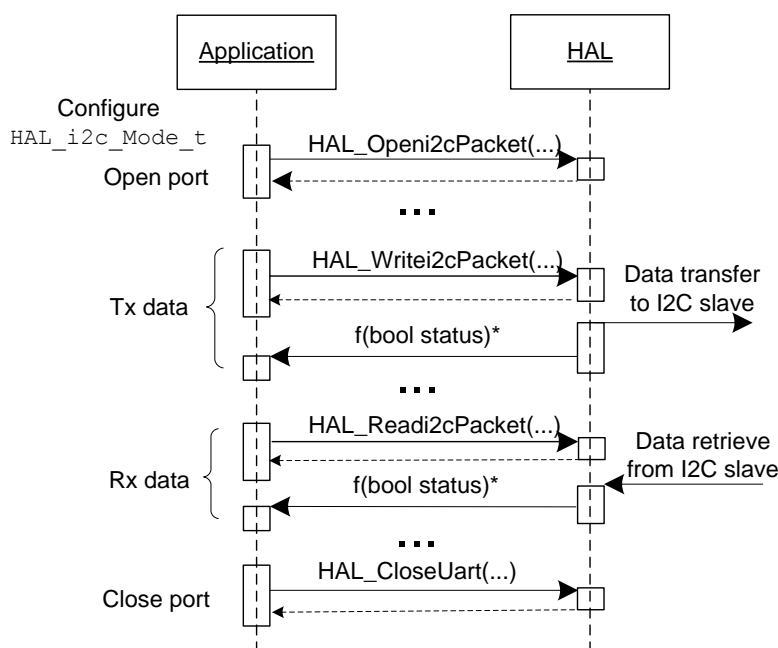 Application
HAL
Configure
HAL_i2c_Mode_t
HAL_Openi2cPacket(...)
Open port
...
HAL_Writei2cPacket(...)
Data transfer
to I2C slave
Tx data
f(bool status)*
...
HAL_Readi2cPacket(...)
Data retrieve
from I2C slave
Rx data
f(bool status)*
...
HAL_CloseUart(...)
Close port